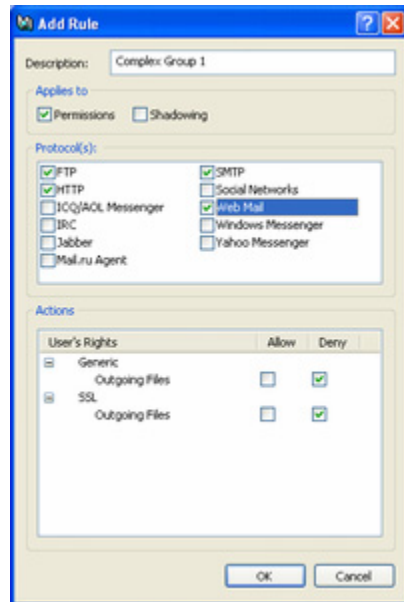 Add Rule
Description: Complex Group 1
Applies to
Permissions Shadowing
Protocol(s):
FTP SMTP
HTTP Social Networks
ICQ/AOL Messenger Web Mail
IRC Windows Messenger
Jabber Yahoo Messenger
Mail.ru Agent
Actions
User's Rights Allow Deny
Generic
Outgoing Files
SSL
Outgoing Files
OK Cancel